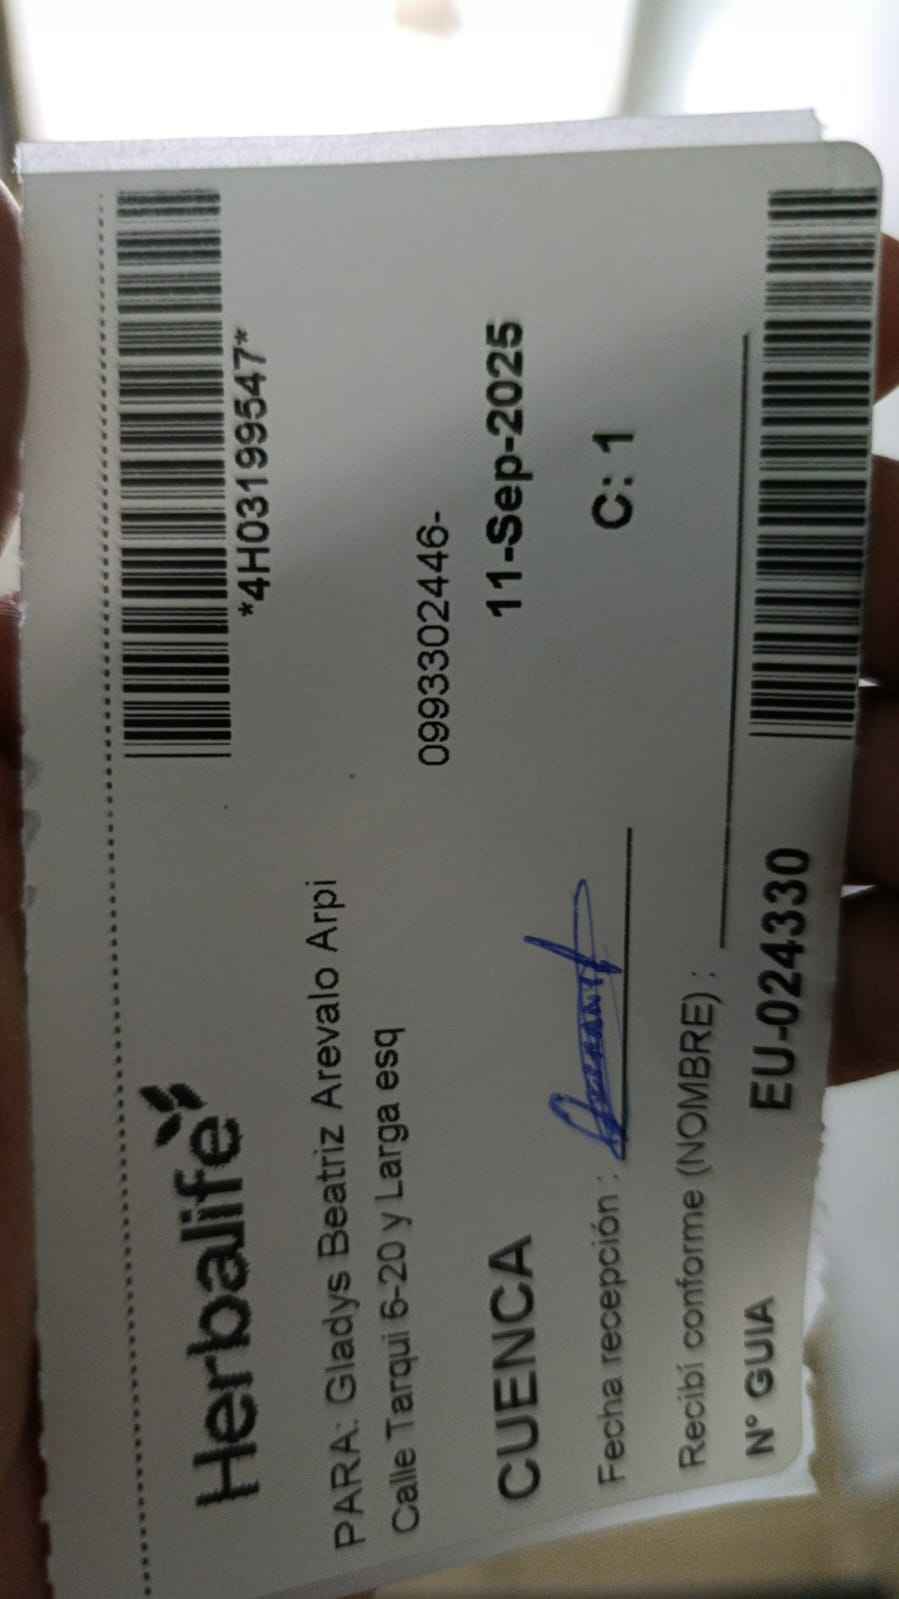 Herbalife
*4H03199547*
PARA: Gladys Beatriz Arevalo Arpi
Calle Tarqui 6-20 y Larga esq
0993302446-
CUENCA
11-Sep-2025
Fecha recepción :
C: 1
Recibí conforme (NOMBRE) :
N° GUIA
EU-024330